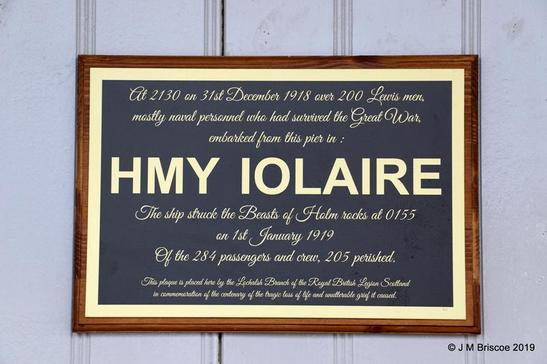 At 2130 on 31st December 1918 over 200 Lewis men,
mostly naval personnel who had survived the Great War,
embarked from this pier in :
HMY IOLAIRE
The ship struck the Beasts of Holm rocks at 0155
on 1st January 1919
Of the 284 passengers and crew, 205 perished.
This plaque is placed here by the Lochalsh Branch of the Royal British Legion Scotland
in commemoration of the centenary of the tragic loss of life and unutterable grief it caused.
© J M Briscoe 2019